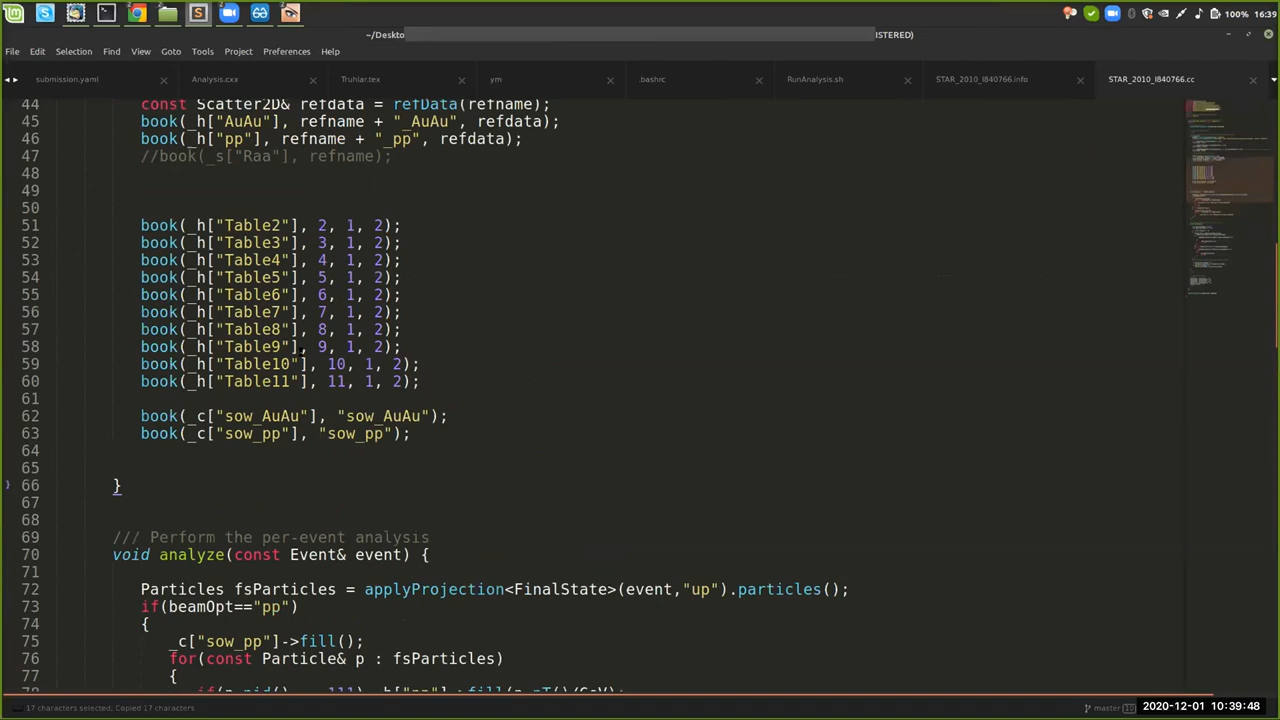 100% 16:39
~/Deskto ISTERED)
File Edit Selection Find View Goto Tools Project Preferences Help
submission.yaml Analysis.cxx Truhlar.tex ym .bashrc RunAnalysis.sh STAR_2010_I840766.info STAR_2010_I840766.cc
44 const Scatter2D& refdata = refData(refname);
45 book(_h["AuAu"], refname + "_AuAu", refdata);
46 book(_h["pp"], refname + "_pp", refdata);
47 //book(_s["Raa"], refname);
48
49
50
51 book(_h["Table2"], 2, 1, 2);
52 book(_h["Table3"], 3, 1, 2);
53 book(_h["Table4"], 4, 1, 2);
54 book(_h["Table5"], 5, 1, 2);
55 book(_h["Table6"], 6, 1, 2);
56 book(_h["Table7"], 7, 1, 2);
57 book(_h["Table8"], 8, 1, 2);
58 book(_h["Table9"], 9, 1, 2);
59 book(_h["Table10"], 10, 1, 2);
60 book(_h["Table11"], 11, 1, 2);
61
62 book(_c["sow_AuAu"], "sow_AuAu");
63 book(_c["sow_pp"], "sow_pp");
64
65
66 }
67
68
69 /// Perform the per-event analysis
70 void analyze(const Event& event) {
71
72 Particles fsParticles = applyProjection<FinalState>(event,"up").particles();
73 if(beamOpt=="pp")
74 {
75 _c["sow_pp"]->fill();
76 for(const Particle& p : fsParticles)
77 {
17 characters selected; Copied 17 characters master 10 2020-12-01 10:39:48